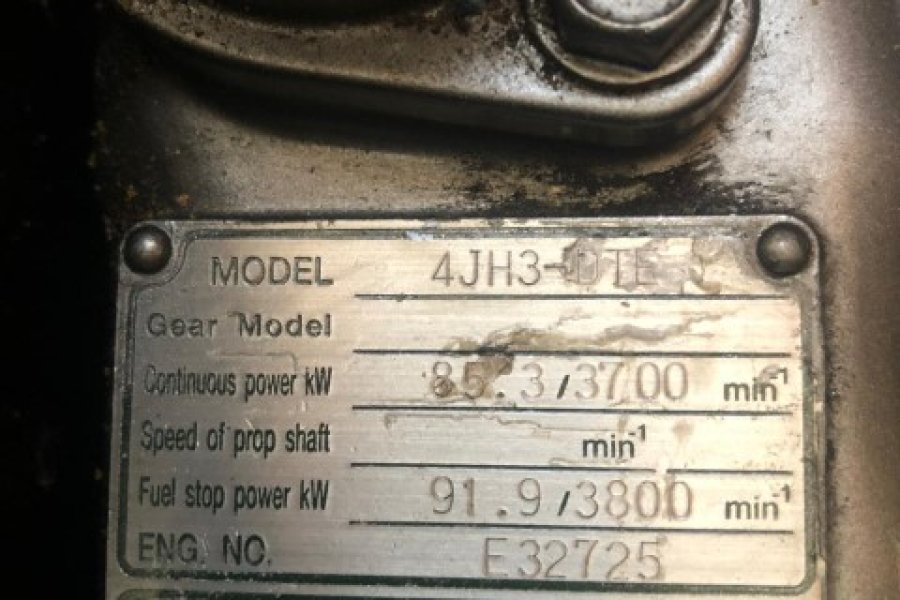 MODEL 4JH3-DTE
Gear Model
Continuous power kW 85.3/3700 min-1
Speed of prop shaft min-1
Fuel stop power kW 91.9/3800 min-1
ENG. NO. E32725